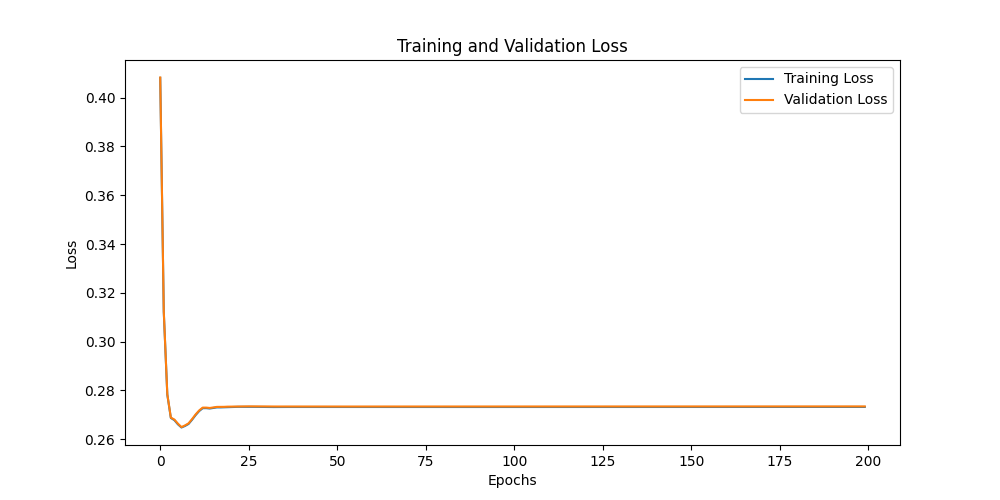 Training and Validation Loss
Training Loss
Validation Loss
0.40
0.38
0.36
0.34
0.32
0.30
0.28
0.26
Loss
0 25 50 75 100 125 150 175 200
Epochs